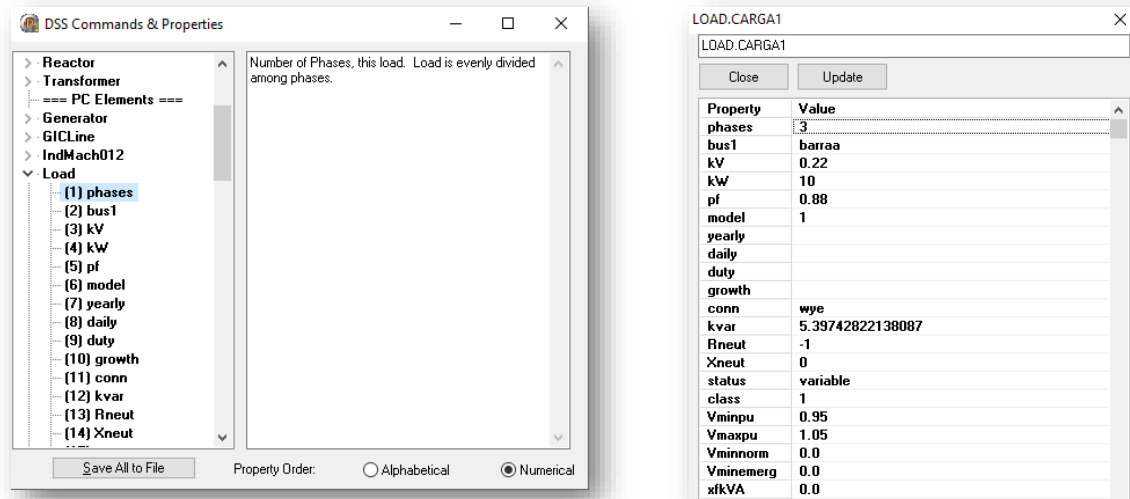 DSS Commands & Properties
Reactor
Transformer
=== PC Elements ===
Generator
GICLine
IndMach012
Load
(1) phases
(2) bus1
(3) kV
(4) kW
(5) pf
(6) model
(7) yearly
(8) daily
(9) duty
(10) growth
(11) conn
(12) kvar
(13) Rneut
(14) Xneut
Number of Phases, this load. Load is evenly divided
among phases.
Save All to File
Property Order:
Alphabetical
Numerical
LOAD.CARGA1
LOAD.CARGA1
Close Update
Property Value
phases 3
bus1 barraa
kV 0.22
kW 10
pf 0.88
model 1
yearly
daily
duty
growth
conn wye
kvar 5.39742822138087
Rneut -1
Xneut 0
status variable
class 1
Vminpu 0.95
Vmaxpu 1.05
Vminnorm 0.0
Vminemerg 0.0
xfkVA 0.0